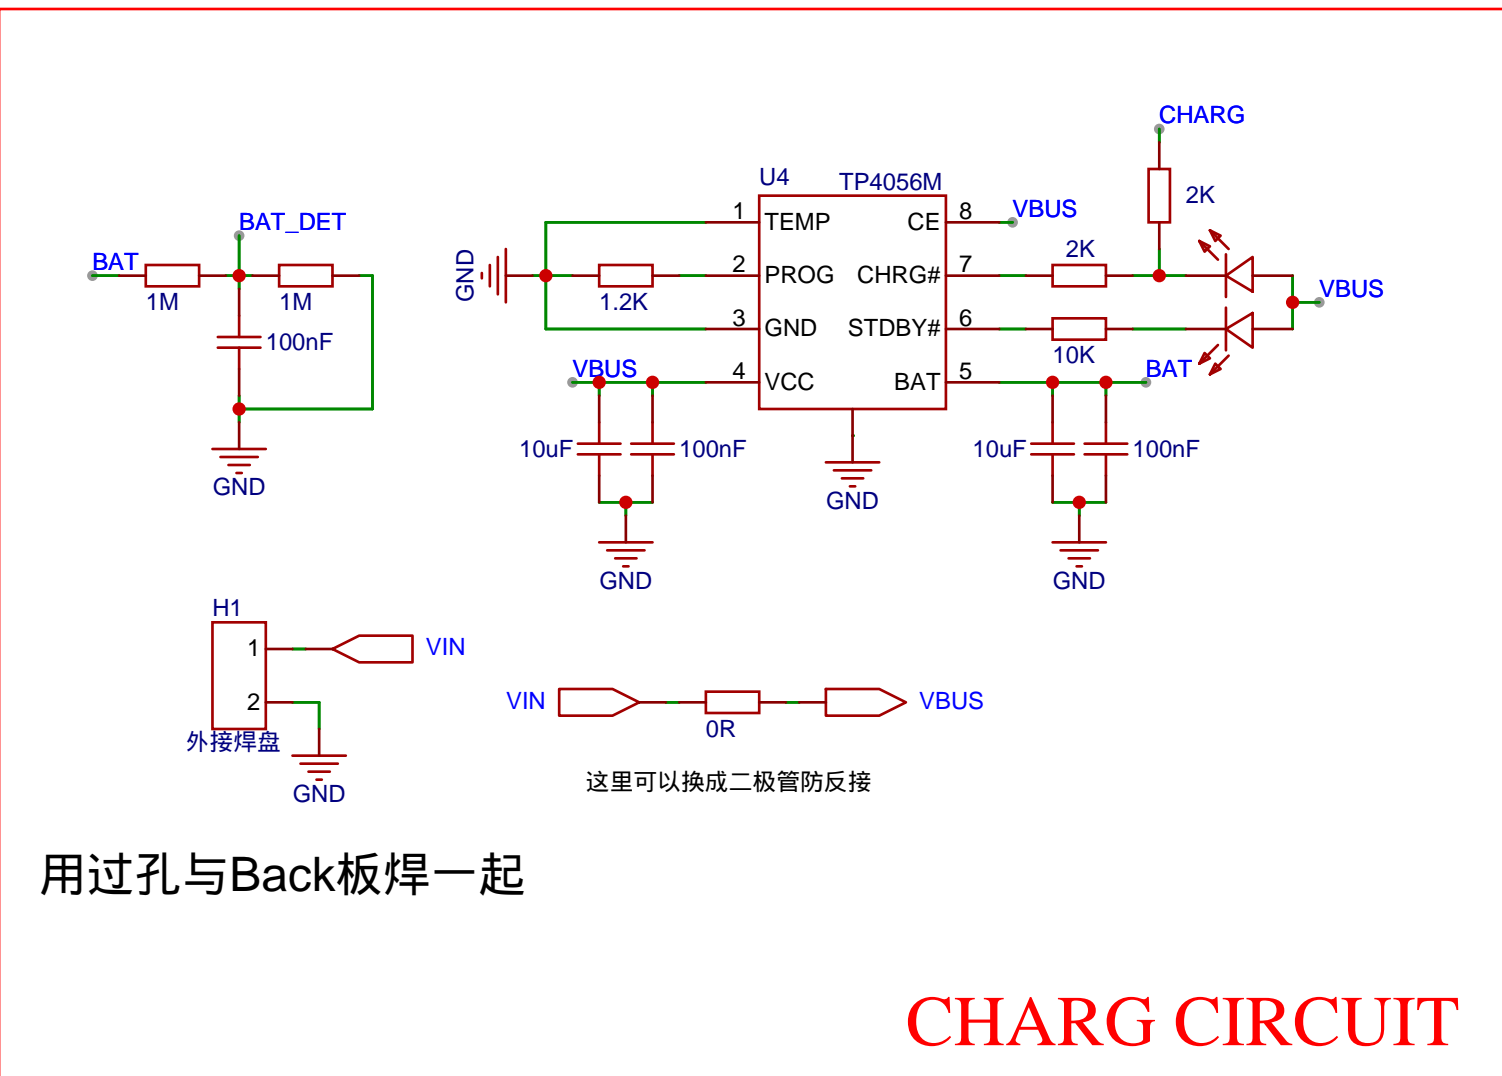 CHARG
2K
U4
TP4056M
1
TEMP
CE
8
VBUS
BAT_DET
BAT
1M
1M
100nF
GND
GND
1.2K
2
PROG
CHRG#
7
2K
VBUS
3
GND
STDBY#
6
10K
VBUS
4
VCC
BAT
5
BAT
10uF
100nF
GND
GND
10uF
100nF
GND
H1
1
VIN
2
外接焊盘
GND
VIN
0R
VBUS
这里可以换成二极管防反接
用过孔与Back板焊一起
CHARG CIRCUIT